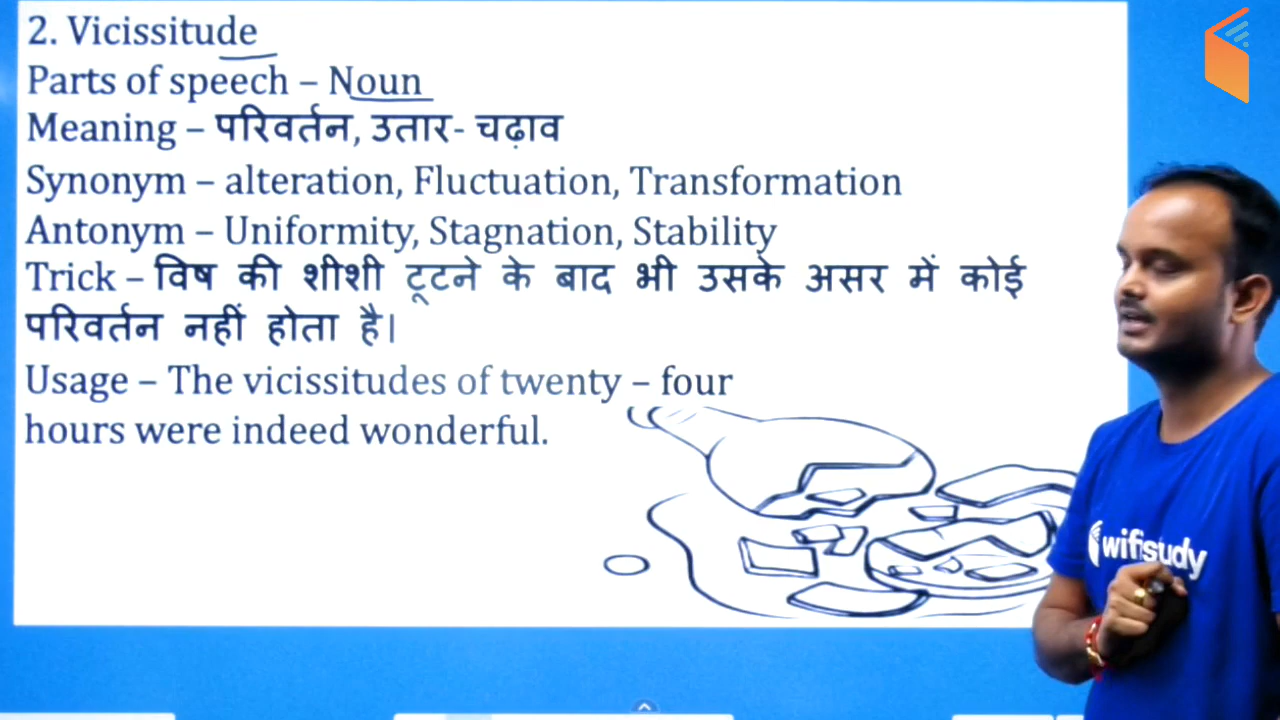 2. Vicissitude
Parts of speech – Noun
Meaning – परिवर्तन, उतार- चढ़ाव
Synonym – alteration, Fluctuation, Transformation
Antonym – Uniformity, Stagnation, Stability
Trick – विष की शीशी टूटने के बाद भी उसके असर में कोई
परिवर्तन नहीं होता है।
Usage – The vicissitudes of twenty – four
hours were indeed wonderful.
wifistudy